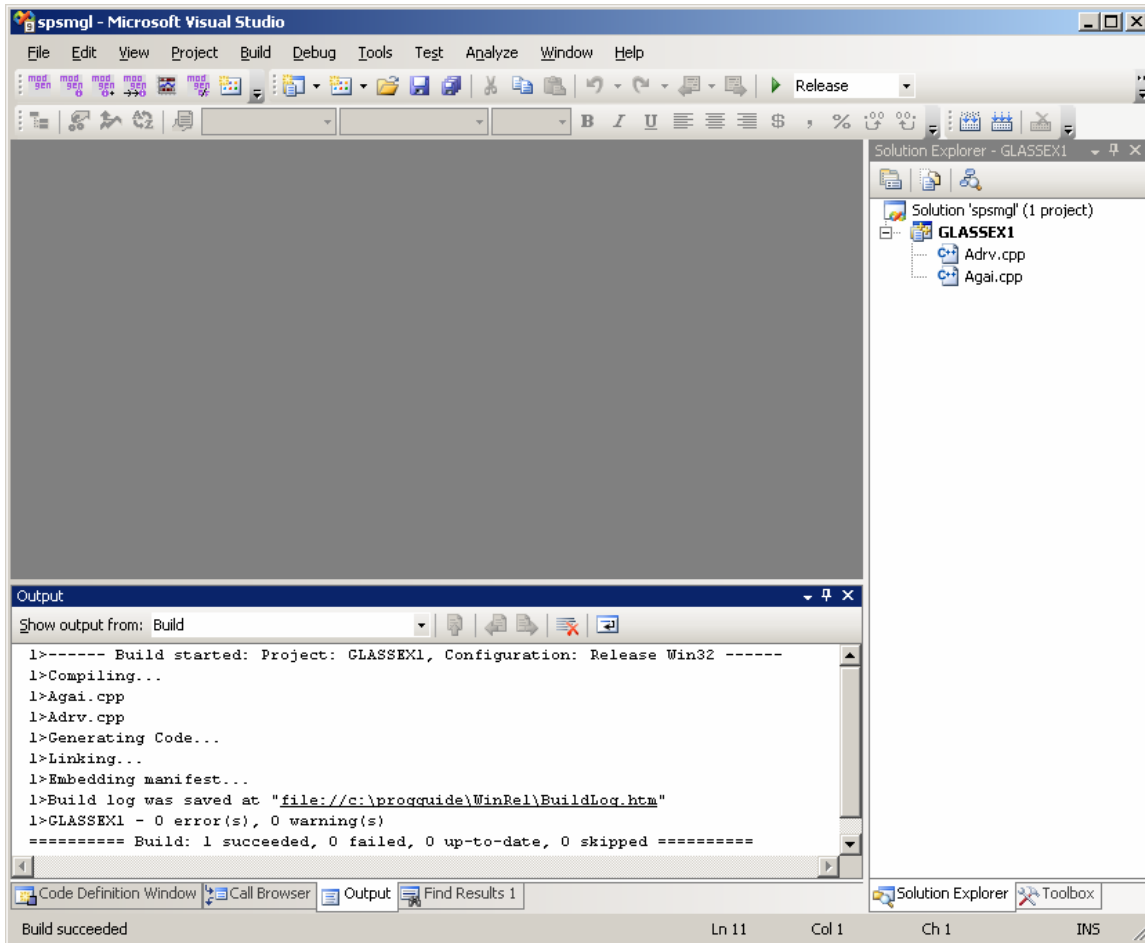 spsmgl - Microsoft Visual Studio
File Edit View Project Build Debug Tools Test Analyze Window Help
Release
B I U $ , %
Solution Explorer - GLASSEX1
Solution 'spsmgl' (1 project)
GLASSEX1
Adrv.cpp
Agai.cpp
Output
Show output from: Build
1>------ Build started: Project: GLASSEX1, Configuration: Release Win32 ------
1>Compiling...
1>Agai.cpp
1>Adrv.cpp
1>Generating Code...
1>Linking...
1>Embedding manifest...
1>Build log was saved at "file://c:\progguide\WinRel\BuildLog.htm"
1>GLASSEX1 - 0 error(s), 0 warning(s)
========== Build: 1 succeeded, 0 failed, 0 up-to-date, 0 skipped ==========
Code Definition Window Call Browser Output Find Results 1
Solution Explorer Toolbox
Build succeeded Ln 11 Col 1 Ch 1 INS